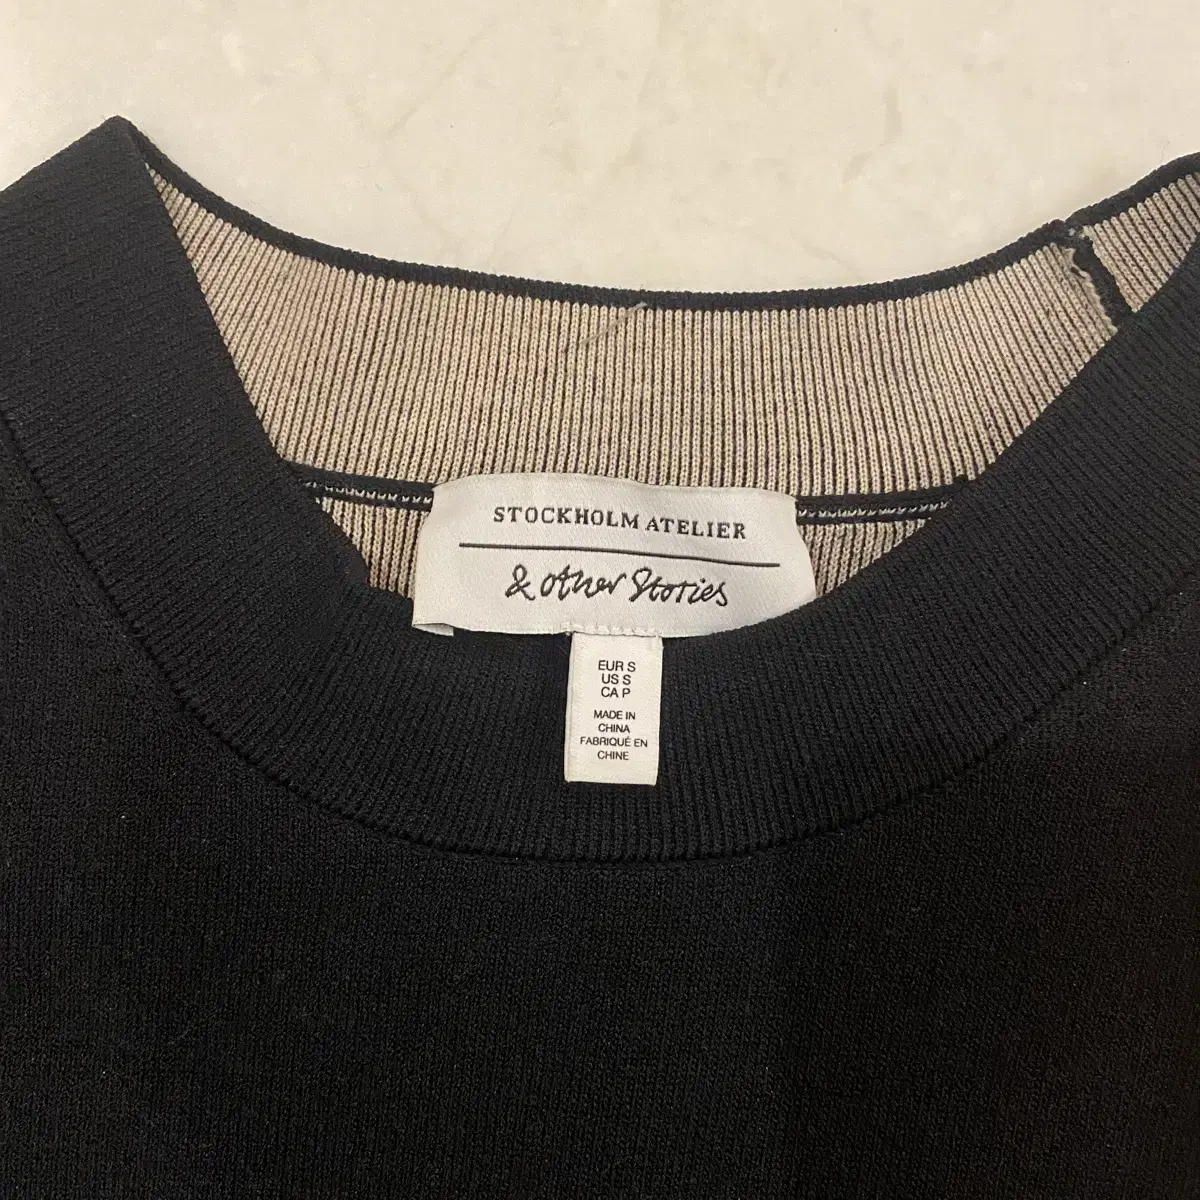 STOCKHOLM ATELIER
& Other Stories
EUR S
US S
CA P
MADE IN
CHINA
FABRIQUÉ EN
CHINE